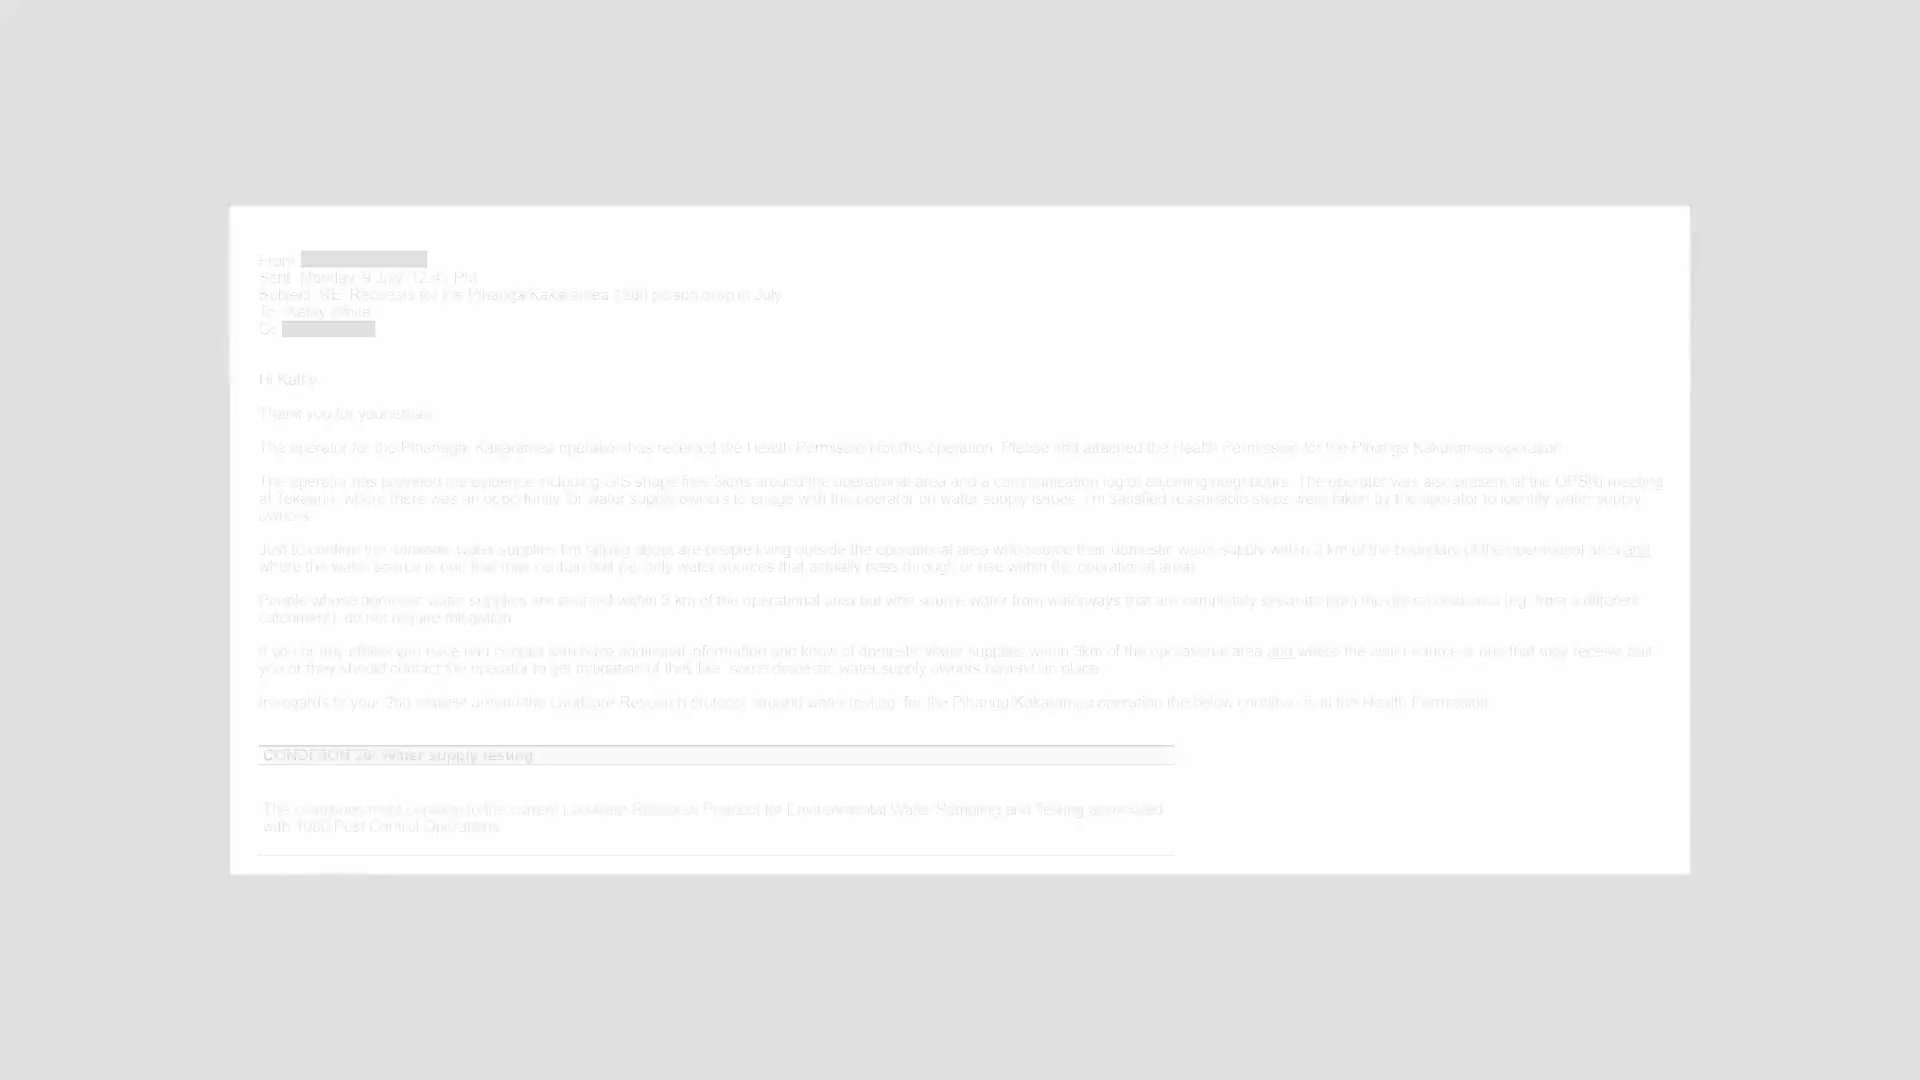 From:
Sent: Monday, 9 July, 12:41 PM
Subject: RE: Requests for the Pihanga/Kakaramea 1080 poison drop in July
To: Kathy White
Cc:
Hi Kathy
Thank you for your email.
The operator for the Pihanga/ Kakaramea operation has received the Health Permission for this operation. Please find attached the Health Permission for the Pihanga/Kakaramea operation.
The operator has provided me evidence including GIS shape files 3kms around the operational area and a communication log of adjoining neighbours. The operator was also present at the meeting
at where there was an opportunity for water supply owners to engage with the operator on water supply issues. I'm satisfied reasonable steps were taken by the operator to identify water supply
owners.
Just to confirm the domestic water supplies I'm talking about are people living outside the operational area who source their domestic water supply within 3 km of the boundary of the operational area and
where the water source is one that may contain bait i.e. only water sources that actually pass through or rise within the operational area.
People whose domestic water supplies are sourced within 3 km of the operational area but who source water from waterways that are completely separate from the operational area (eg. from a different
catchment), do not require mitigation.
If you or any others you have had contact with have additional information and know of domestic water supplies within 3km of the operational area and where the water source is one that may receive bait
you or they should contact the operator to get mitigation (if they like, some domestic water supply owners haven't) in place.
In regards to your 2nd request around the Landcare Research protocol, around water testing, for the Pihanga/Kakaramea operation the below condition is in the Health Permission
CONDITION Water supply testing
The must to the current Landcare Research Protocol for Environmental Water Sampling and Testing associated
with 1080 Pest Control Operations.